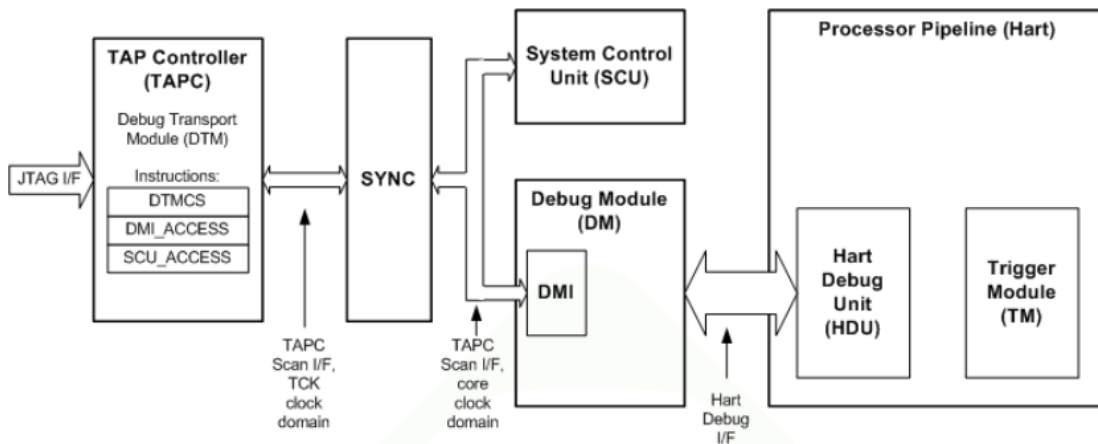 TAP Controller
(TAPC)
Debug Transport
Module (DTM)
Instructions:
DTMCS
DMI_ACCESS
SCU_ACCESS
JTAG I/F
SYNC
System Control
Unit (SCU)
Debug Module
(DM)
DMI
Processor Pipeline (Hart)
Hart
Debug
Unit
(HDU)
Trigger
Module
(TM)
TAPC
Scan I/F,
TCK
clock
domain
TAPC
Scan I/F,
core
clock
domain
Hart
Debug
I/F